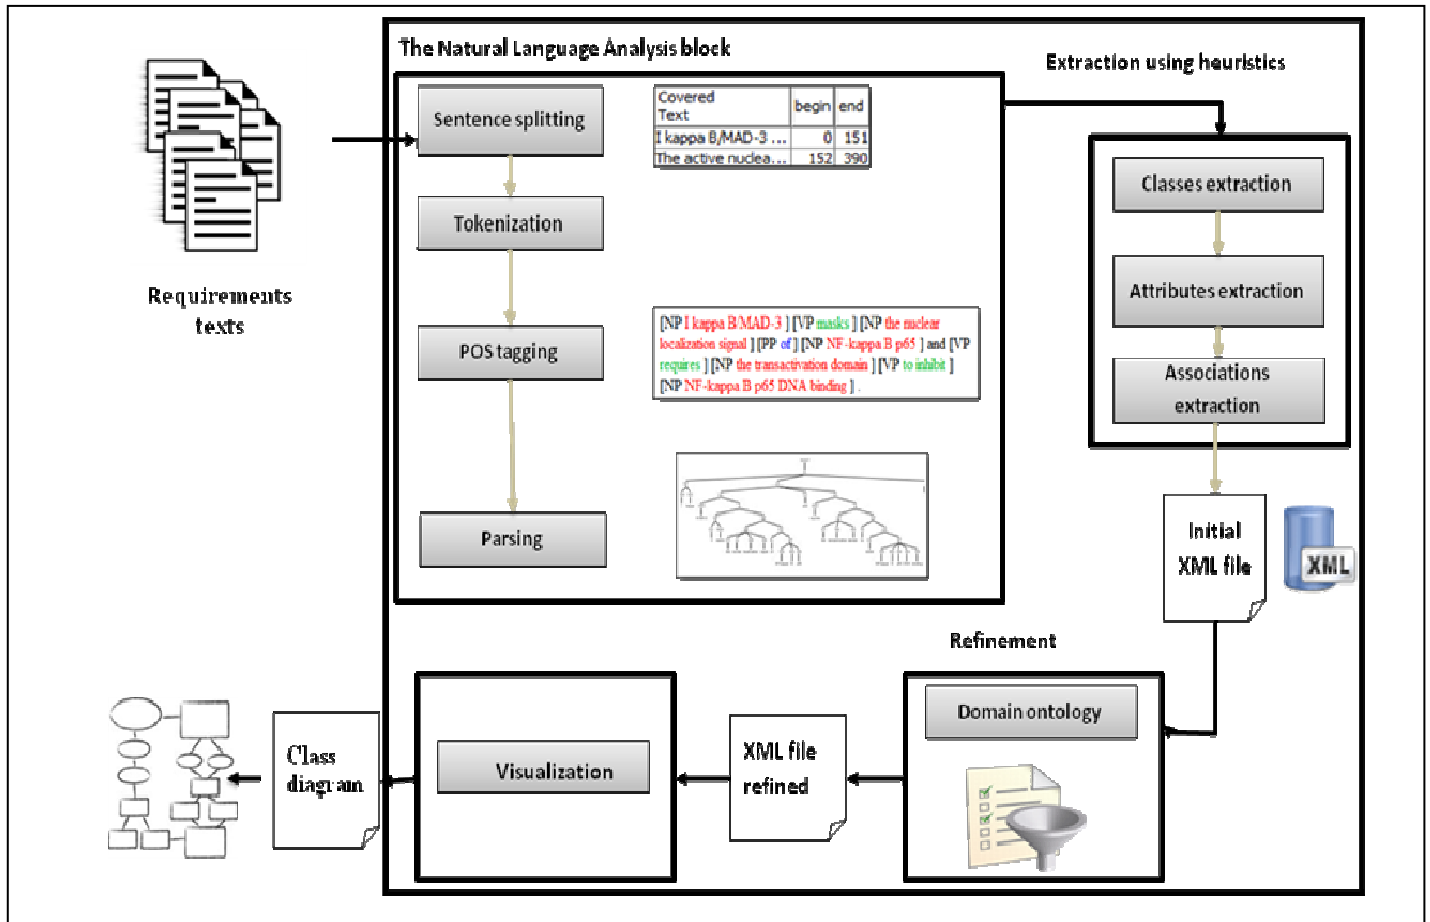 The Natural Language Analysis block
Extraction using heuristics
Requirements
texts
Sentence splitting
Tokenization
POS tagging
Parsing
Covered
Text
begin
end
I kappa B/MAD-3 ...
0
151
The active nuclea...
152
390
[NP I kappa B/MAD-3 ] [VP masks ] [NP the nuclear
localization signal ] [PP of ] [NP NF-kappa B p65 ] and [VP
requires ] [NP the transactivation domain ] [VP to inhibit ]
[NP NF-kappa B p65 DNA binding ] .
Classes extraction
Attributes extraction
Associations
extraction
Initial
XML file
XML
Refinement
Domain ontology
XML file
refined
Visualization
Class
diagram